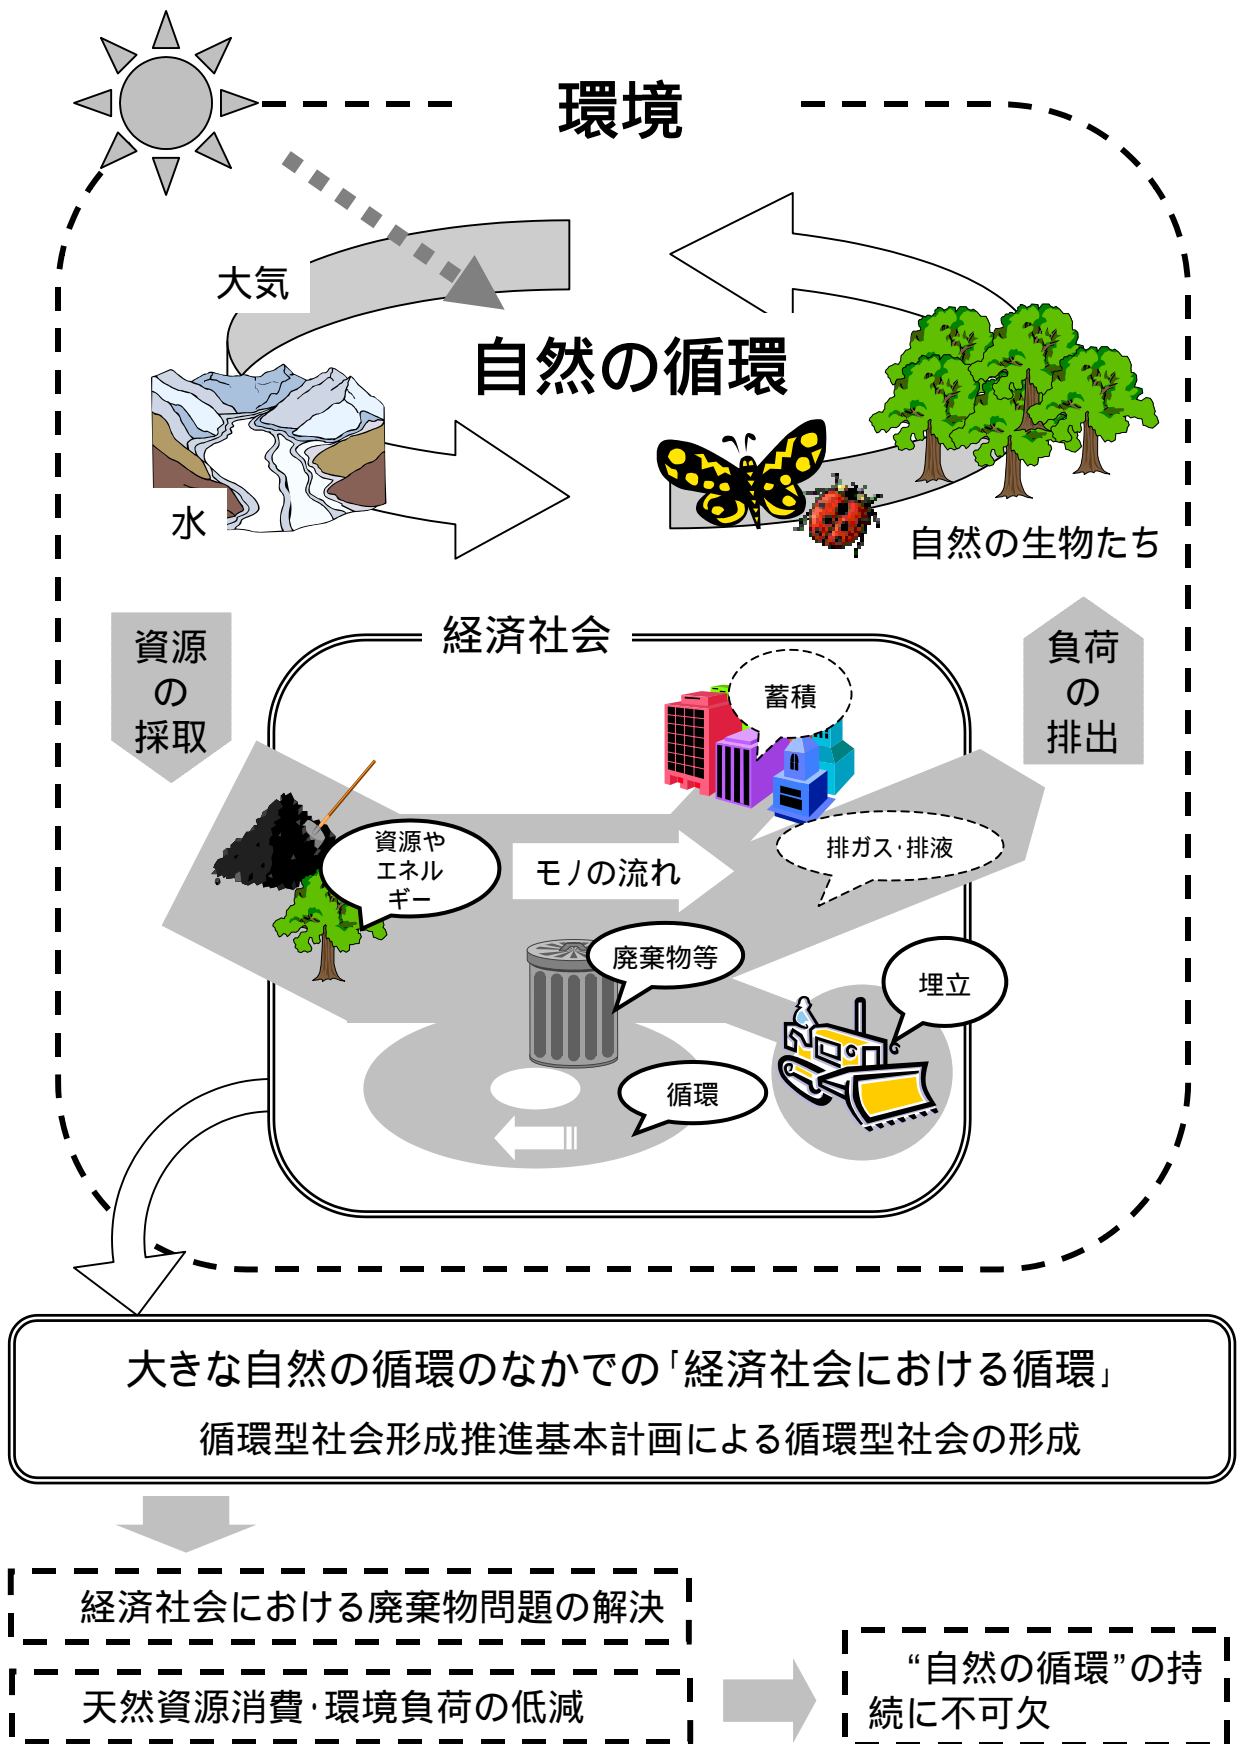 環境
大気
自然の循環
水
自然の生物たち
資源
の
採取
経済社会
負荷
の
排出
蓄積
資源や
エネル
ギー
モノの流れ
排ガス・排液
廃棄物等
埋立
循環
大きな自然の循環のなかでの「経済社会における循環」
循環型社会形成推進基本計画による循環型社会の形成
経済社会における廃棄物問題の解決
天然資源消費・環境負荷の低減
“自然の循環”の持
続に不可欠